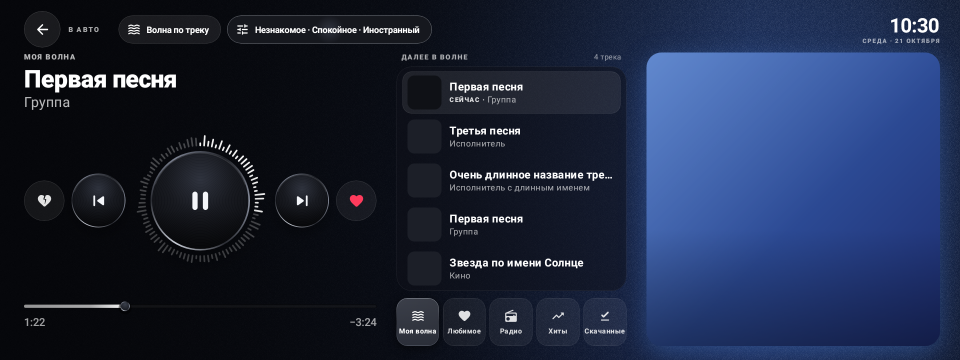 В АВТО
Волна по треку
Незнакомое · Спокойное · Иностранный
10:30
СРЕДА · 21 ОКТЯБРЯ
МОЯ ВОЛНА
Первая песня
Группа
1:22
−3:24
ДАЛЕЕ В ВОЛНЕ
4 трека
Первая песня
СЕЙЧАС · Группа
Третья песня
Исполнитель
Очень длинное название тре...
Исполнитель с длинным именем
Первая песня
Группа
Звезда по имени Солнце
Кино
Моя волна
Любимое
Радио
Хиты
Скачанные